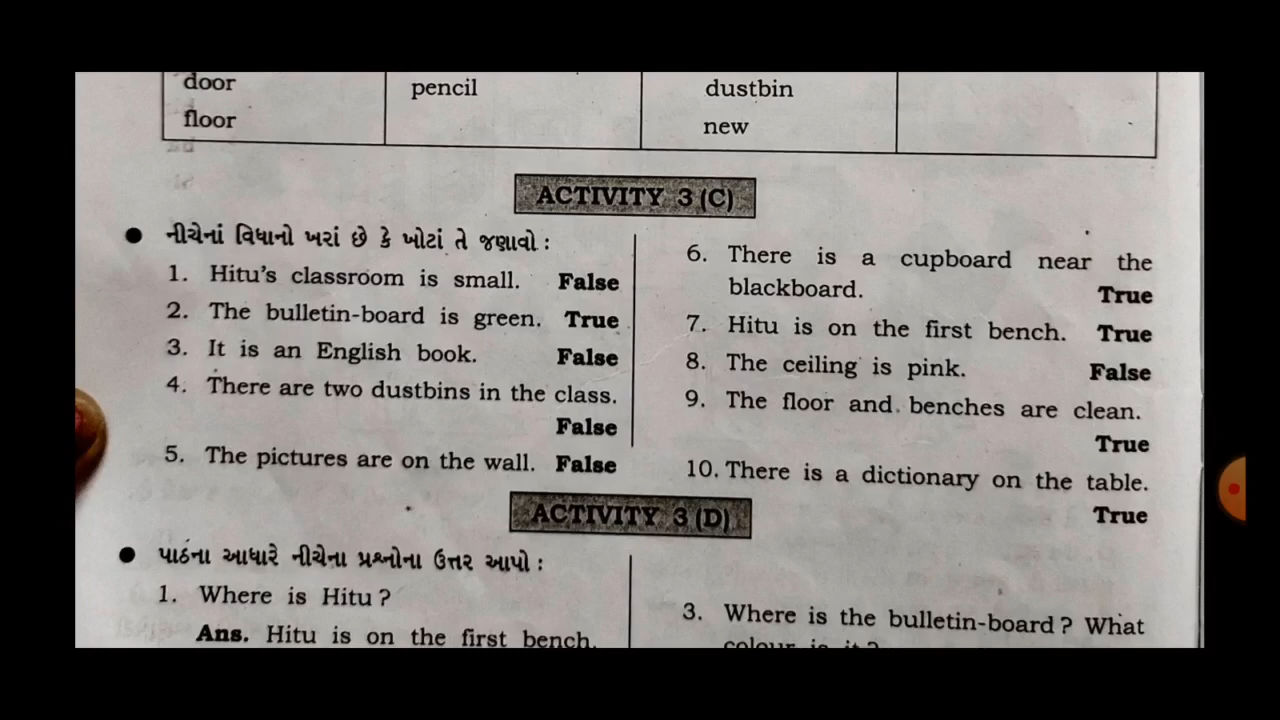 door
pencil
dustbin
floor
new
ACTIVITY 3 (C)
● નીચેનાં વિધાનો ખરાં છે કે ખોટાં તે જણાવો :
1. Hitu's classroom is small. False
2. The bulletin-board is green. True
3. It is an English book. False
4. There are two dustbins in the class.
False
5. The pictures are on the wall. False
6. There is a cupboard near the
blackboard. True
7. Hitu is on the first bench. True
8. The ceiling is pink. False
9. The floor and benches are clean.
True
10. There is a dictionary on the table.
True
ACTIVITY 3 (D)
● પાઠના આધારે નીચેના પ્રશ્નોના ઉત્તર આપો :
1. Where is Hitu ?
Ans. Hitu is on the first bench.
3. Where is the bulletin-board ? What
colour is it ?